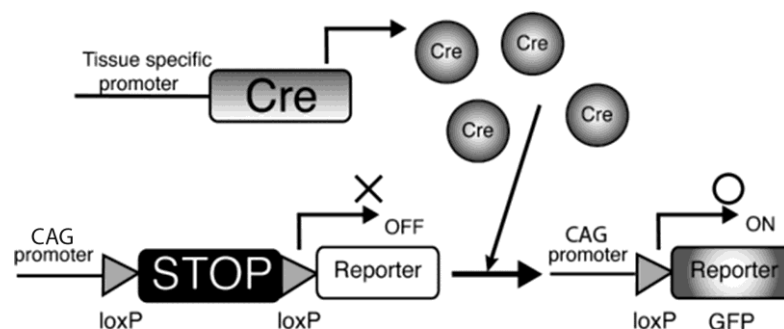 Tissue specific
promoter
Cre
Cre
Cre
Cre
Cre
CAG
promoter
STOP
OFF
Reporter
loxP
loxP
CAG
promoter
ON
Reporter
loxP
GFP